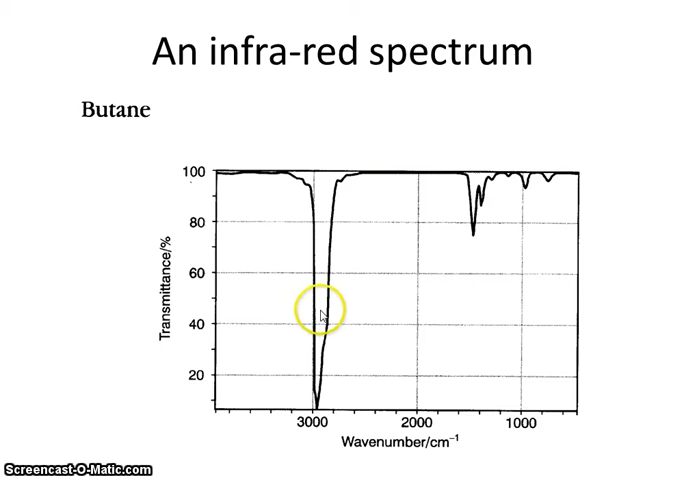 An infra-red spectrum
Butane
100
80
60
40
20
Transmittance/%
3000 2000 1000
Wavenumber/cm⁻¹
Screencast-O-Matic.com